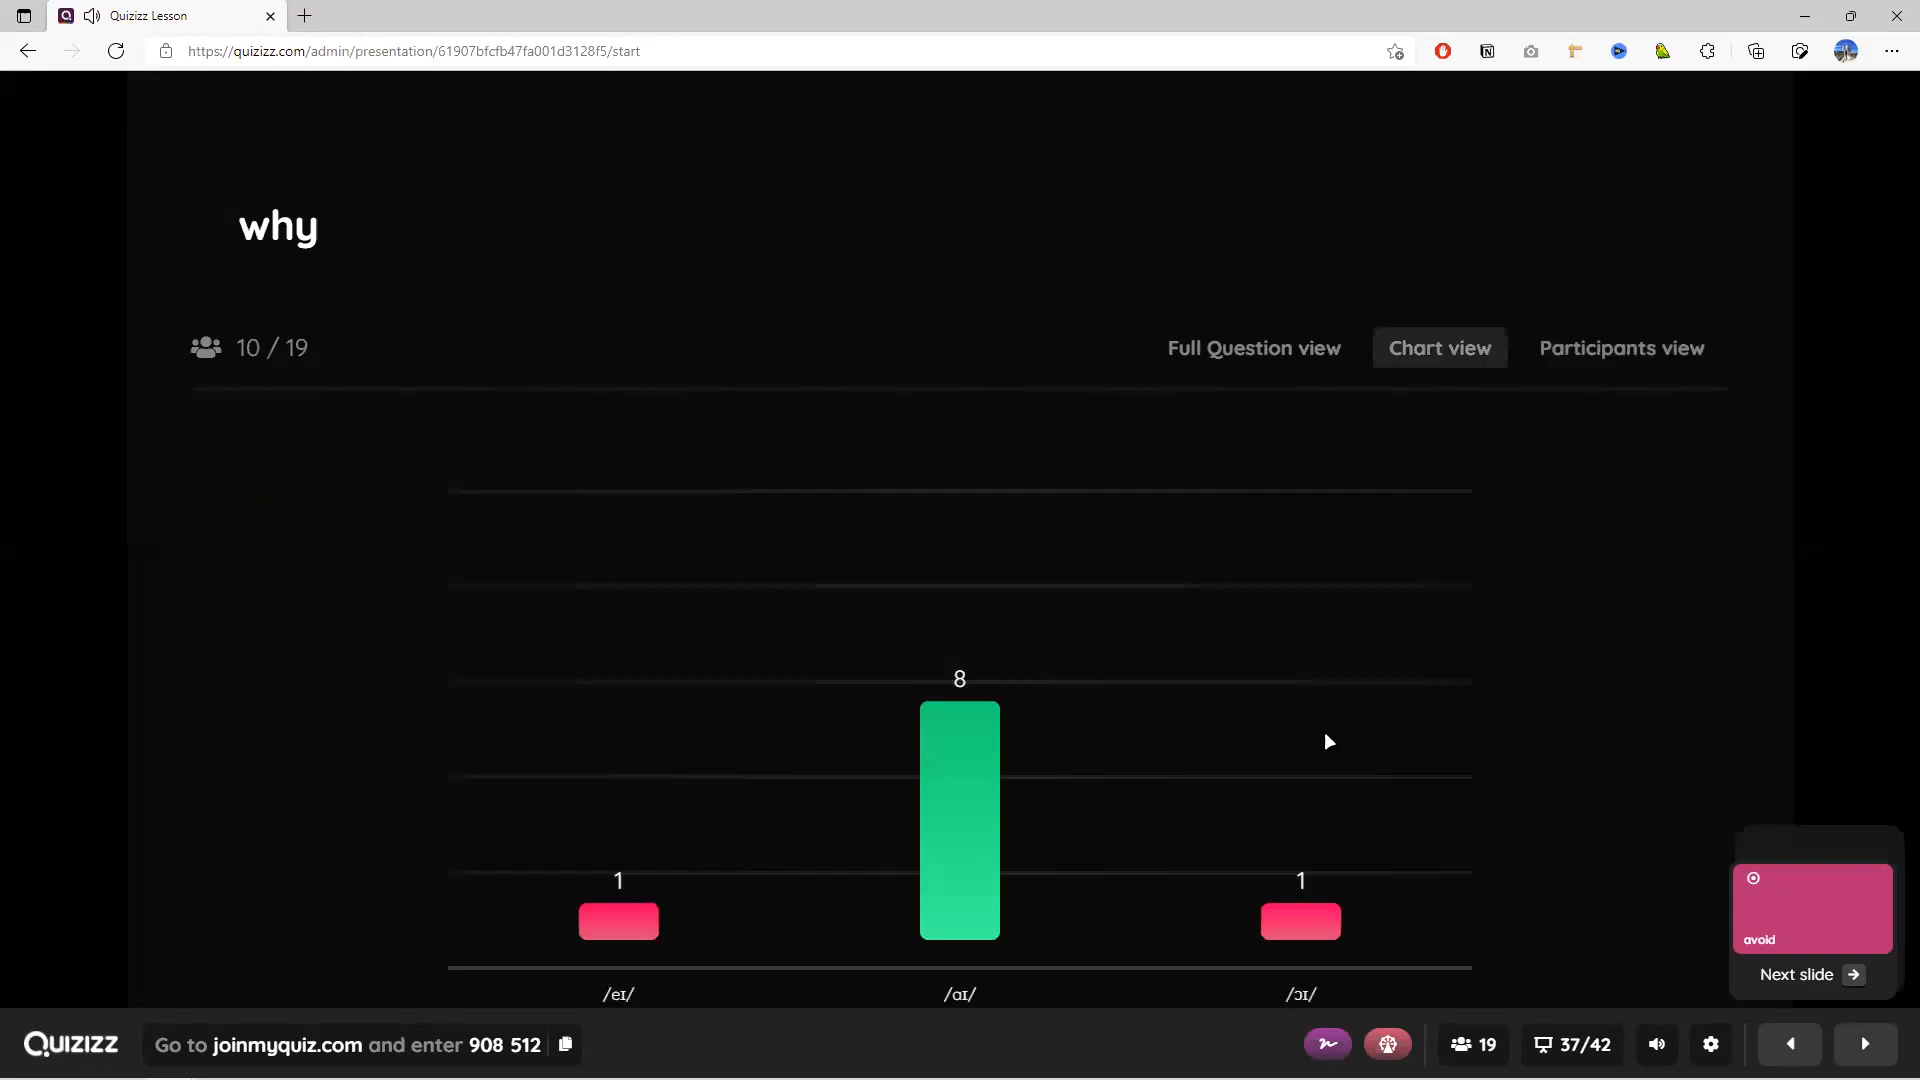 Quizizz Lesson
https://quizizz.com/admin/presentation/61907bfcfb47fa001d3128f5/start
why
10 / 19
Full Question view
Chart view
Participants view
8
1
1
/eɪ/
/aɪ/
/ɔɪ/
avoid
Next slide
QUIZIZZ
Go to joinmyquiz.com and enter 908 512
19
37/42